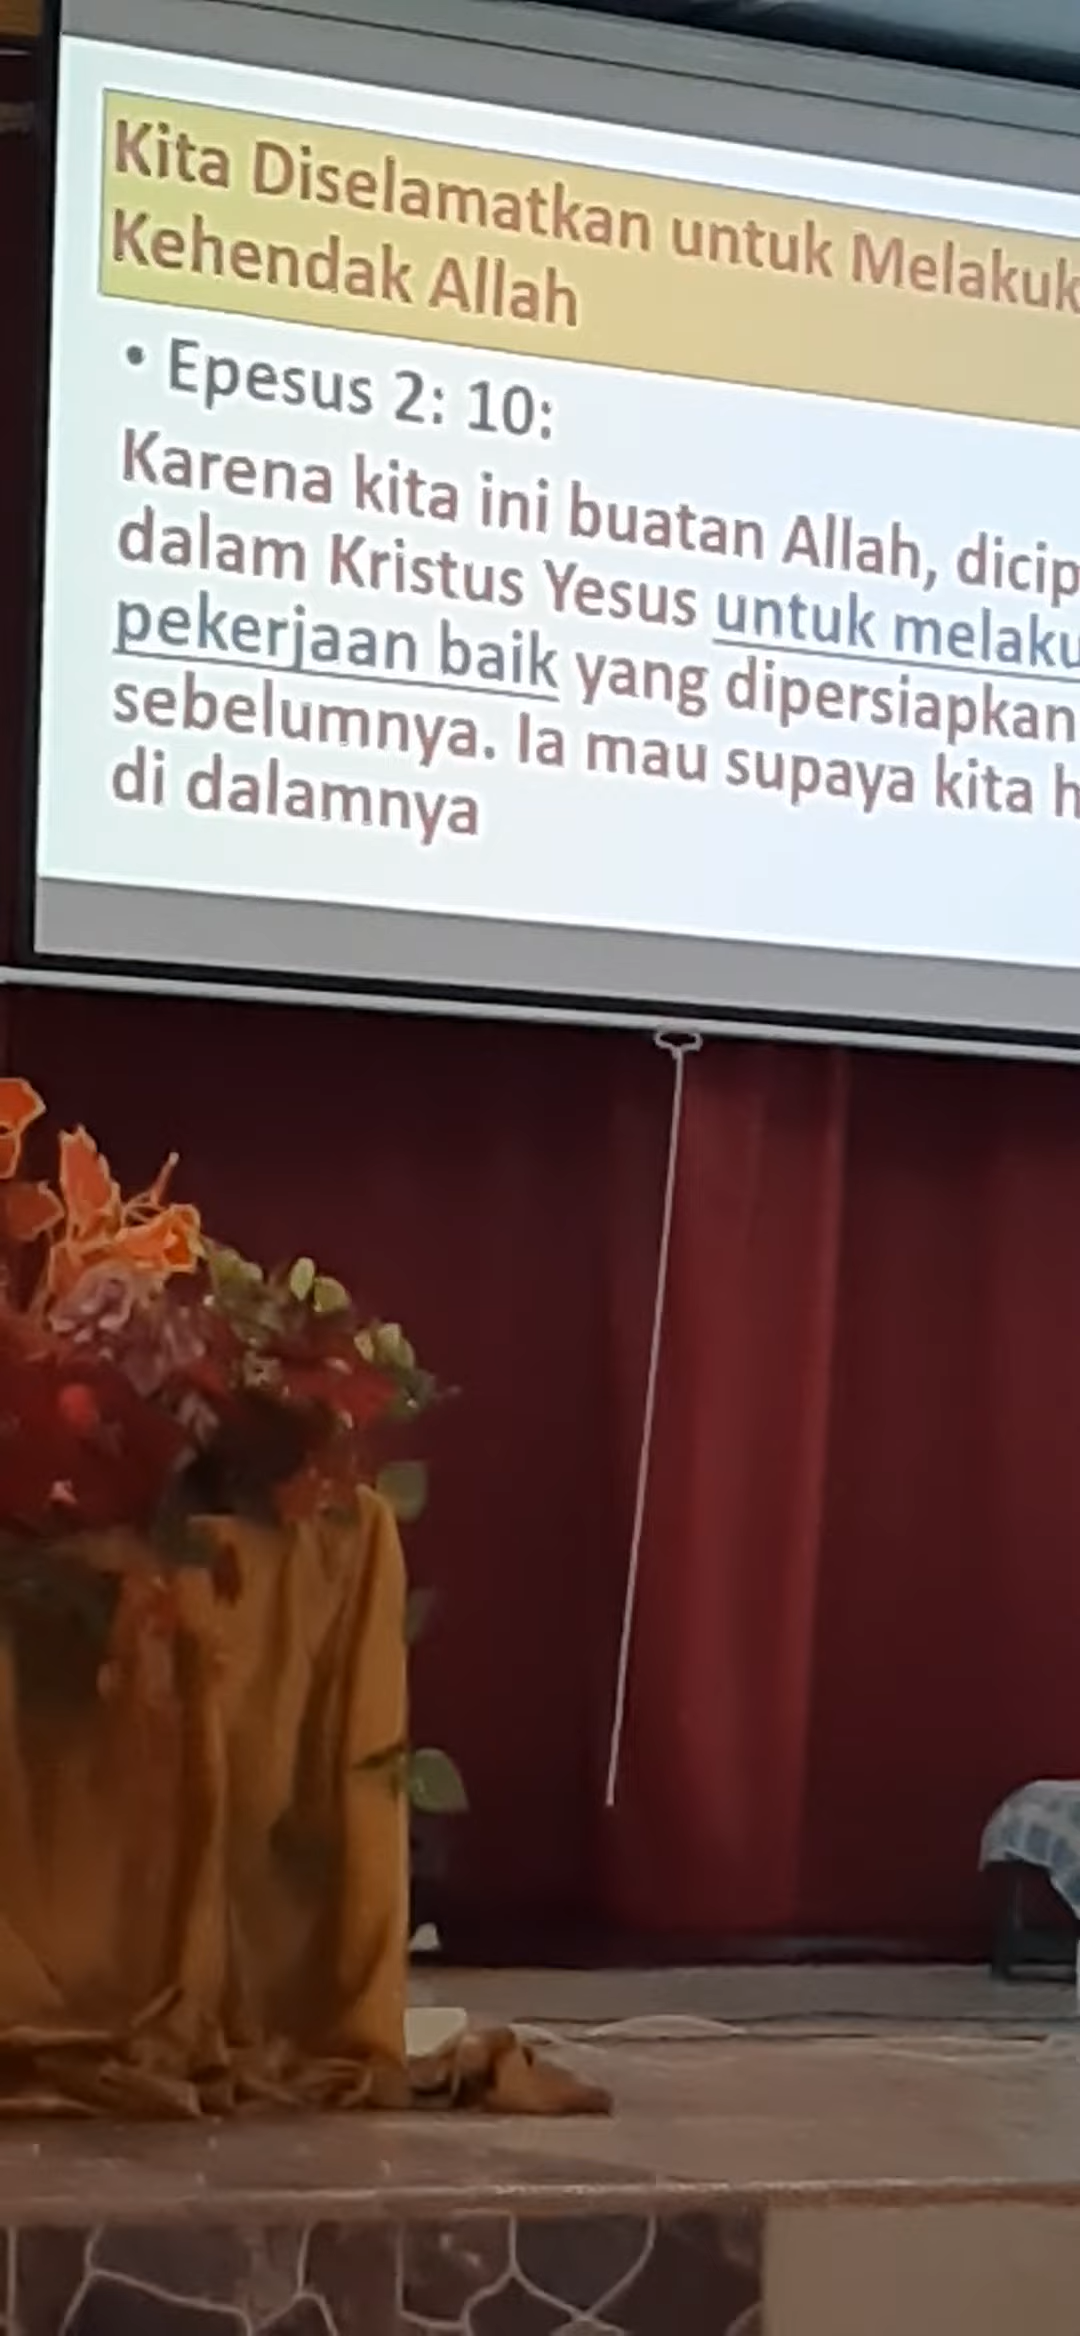 Kita Diselamatkan untuk Melakuk
Kehendak Allah
• Epesus 2: 10:
Karena kita ini buatan Allah, dicip
dalam Kristus Yesus untuk melaku
pekerjaan baik yang dipersiapkan
sebelumnya. Ia mau supaya kita h
di dalamnya